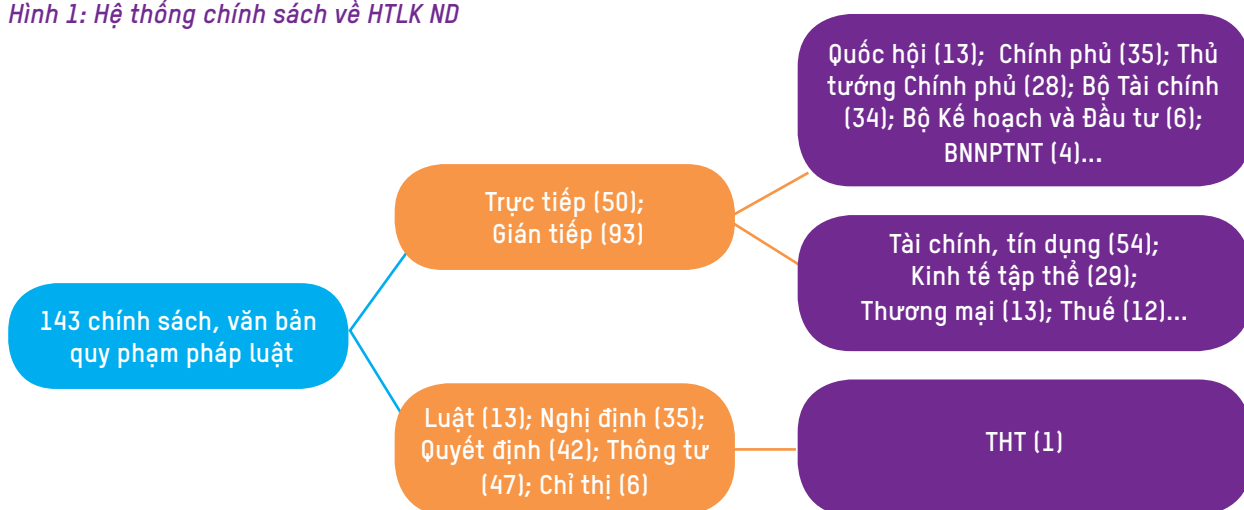 Hình 1: Hệ thống chính sách về HTLK ND
Quốc hội (13); Chính phủ (35); Thủ
tướng Chính phủ (28); Bộ Tài chính
(34); Bộ Kế hoạch và Đầu tư (6);
BNNPTNT (4)...
Trực tiếp (50);
Gián tiếp (93)
Tài chính, tín dụng (54);
Kinh tế tập thể (29);
Thương mại (13); Thuế (12)...
143 chính sách, văn bản
quy phạm pháp luật
Luật (13); Nghị định (35);
Quyết định (42); Thông tư
(47); Chỉ thị (6)
THT (1)